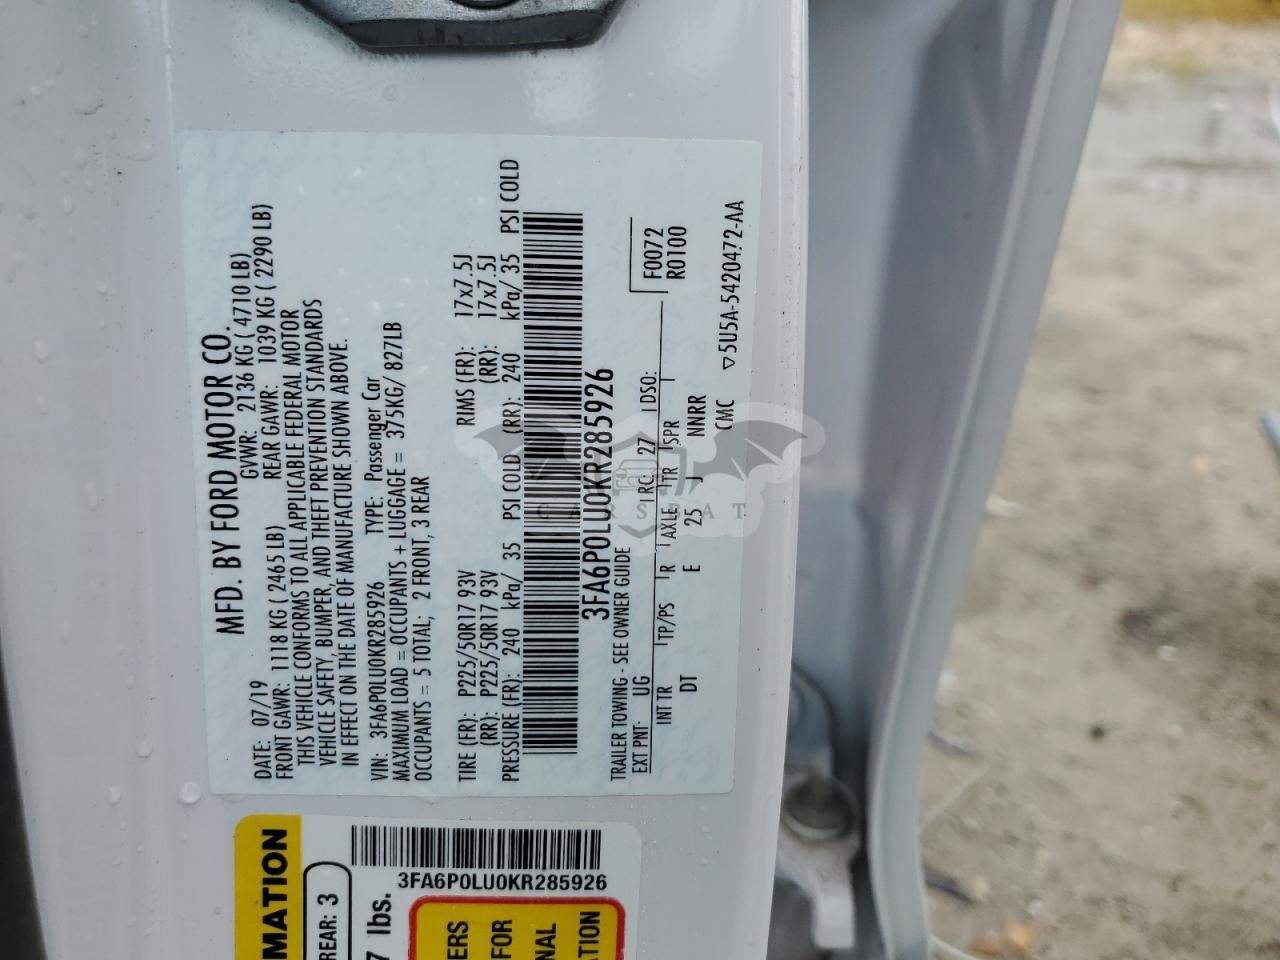 MFD. BY FORD MOTOR CO.
DATE: 07/19 GVWR: 2136 KG ( 4710 LB)
FRONT GAWR: 1118 KG ( 2465 LB) REAR GAWR: 1039 KG ( 2290 LB)
THIS VEHICLE CONFORMS TO ALL APPLICABLE FEDERAL MOTOR
VEHICLE SAFETY, BUMPER, AND THEFT PREVENTION STANDARDS
IN EFFECT ON THE DATE OF MANUFACTURE SHOWN ABOVE.
VIN: 3FA6P0LU0KR285926 TYPE: Passenger Car
MAXIMUM LOAD = OCCUPANTS + LUGGAGE = 375KG/ 827LB
OCCUPANTS = 5 TOTAL; 2 FRONT, 3 REAR
TIRE (FR): P225/50R17 93V RIMS (FR): 17x7.5J
(RR): P225/50R17 93V (RR): 17x7.5J
PRESSURE (FR): 240 kPa/ 35 PSI COLD (RR): 240 kPa/ 35 PSI COLD
3FA6P0LU0KR285926
TRAILER TOWING - SEE OWNER GUIDE
EXT PNT: UG RC: 27 DSO: F0072
R0100
INT TR TP/PS R AXLE TR SPR
DT E 25 J NNRR
CMC ▽5U5A-5420472-AA
CARSBAT
MATION
REAR: 3
7 lbs.
3FA6P0LU0KR285926
ERS
FOR
NAL
TION